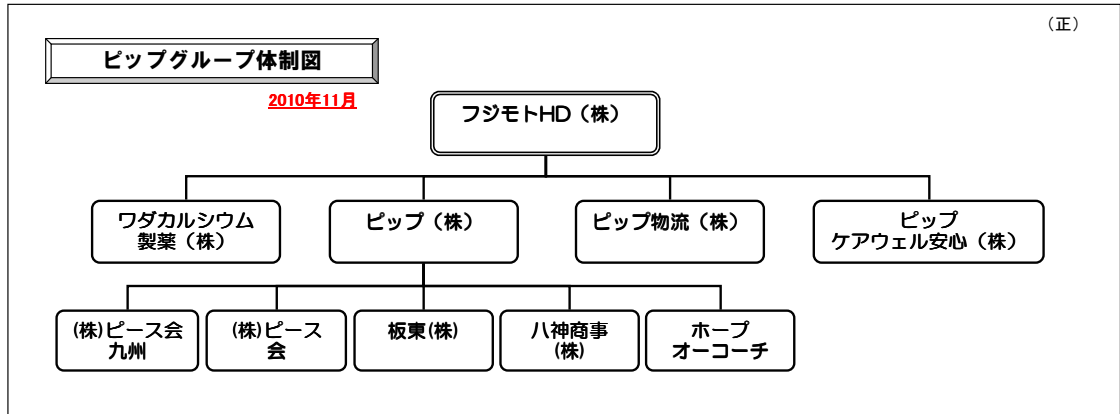 （正）
ピップグループ体制図
2010年11月
フジモトHD（株）
ワダカルシウム
製薬（株）
ピップ（株）
ピップ物流（株）
ピップ
ケアウェル安心（株）
(株)ピース会
九州
(株)ピース
会
板東(株)
八神商事
(株)
ホープ
オーコーチ